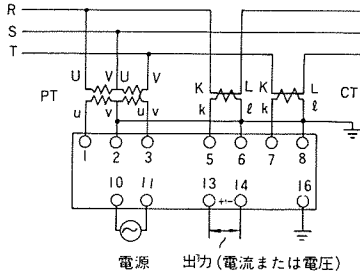 R
S
T
U V U V
K L K L
PT
CT
u v u v
k ℓ k ℓ
1 2 3 5 6 7 8
10 11 13 14 16
+ −
電源
出力(電流または電圧)